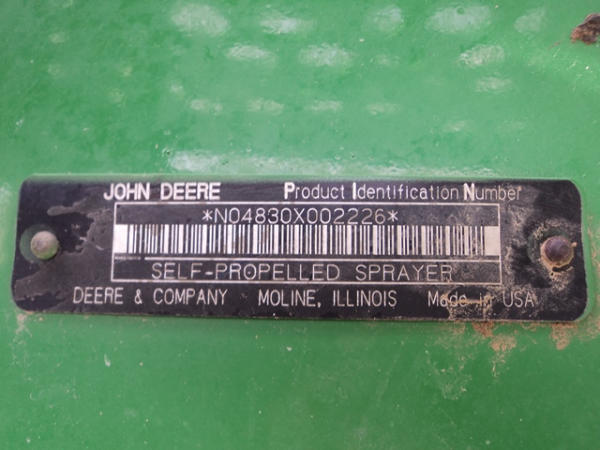 JOHN DEERE Product Identification Number
*N04830X002226*
SELF-PROPELLED SPRAYER
DEERE & COMPANY MOLINE, ILLINOIS Made in USA